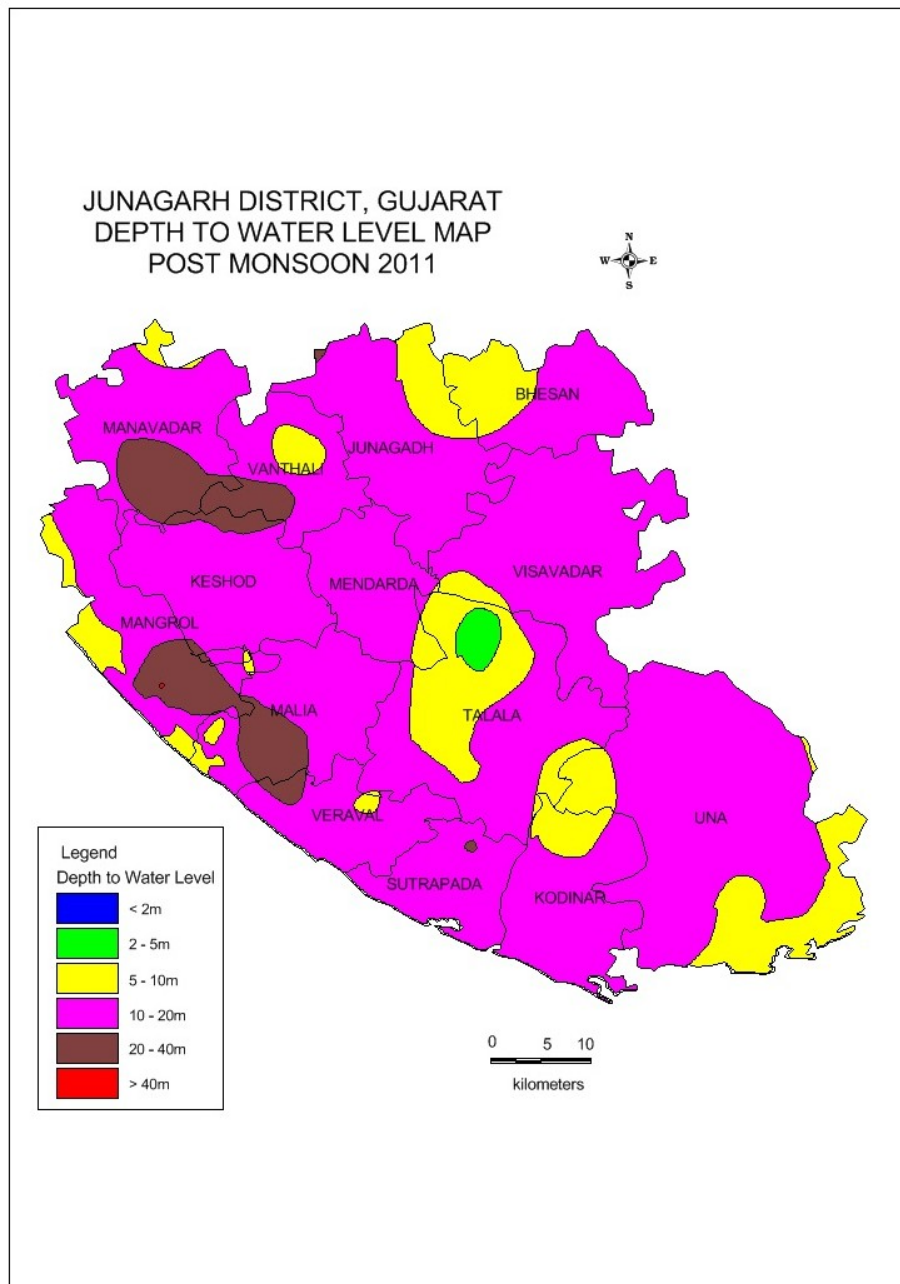 JUNAGARH DISTRICT, GUJARAT
DEPTH TO WATER LEVEL MAP
POST MONSOON 2011
N
W E
S
BHESAN
MANAVADAR
JUNAGADH
VANTHALI
VISAVADAR
KESHOD
MENDARDA
MANGROL
MALIA
TALALA
VERAVAL
UNA
SUTRAPADA
KODINAR
Legend
Depth to Water Level
< 2m
2 - 5m
5 - 10m
10 - 20m
20 - 40m
> 40m
0 5 10
kilometers